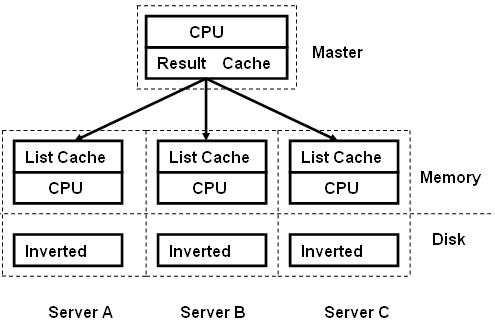 CPU
Result Cache
Master
List Cache List Cache List Cache
CPU CPU CPU
Memory
Disk
Inverted Inverted Inverted
Server A Server B Server C